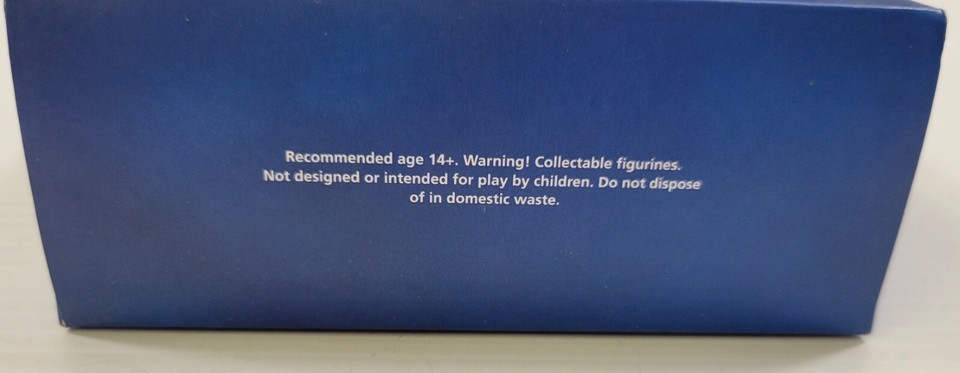 Recommended age 14+. Warning! Collectable figurines.
Not designed or intended for play by children. Do not dispose
of in domestic waste.